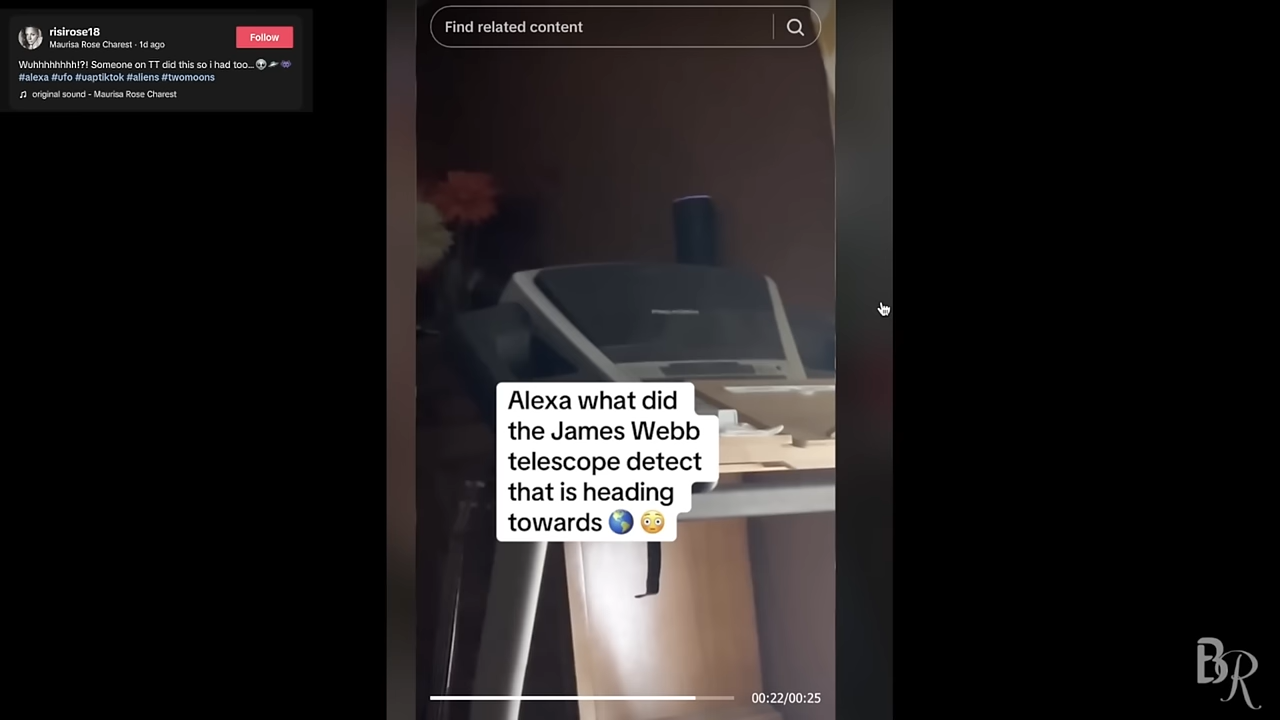 risirose18
Maurisa Rose Charest · 1d ago
Follow
Wuhhhhhhhh!?! Someone on TT did this so i had too...👽🛸👾
#alexa #ufo #uaptiktok #aliens #twomoons
♫ original sound - Maurisa Rose Charest
Find related content
Alexa what did
the James Webb
telescope detect
that is heading
towards 🌎 😳
00:22/00:25
BR